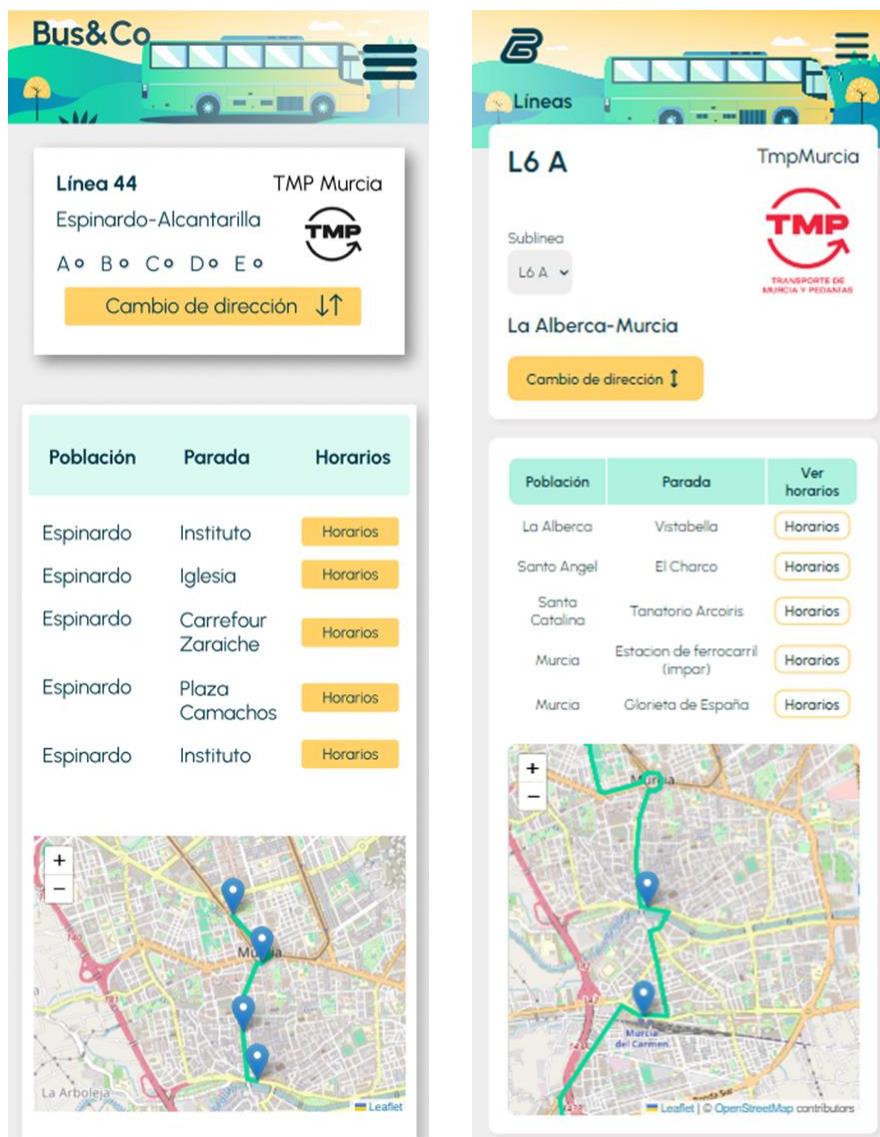 Bus&Co
Línea 44
TMP Murcia
Espinardo-Alcantarilla
TMP
A B C D E
Cambio de dirección ↓↑
Población Parada Horarios
Espinardo Instituto Horarios
Espinardo Iglesia Horarios
Espinardo Carrefour
Zaraiche Horarios
Espinardo Plaza
Camachos Horarios
Espinardo Instituto Horarios
+
−
Murcia
La Arboleja
Leaflet
B
Líneas
L6 A
TmpMurcia
TMP
TRANSPORTE DE
MURCIA Y PEDANÍAS
Sublinea
L6 A
La Alberca-Murcia
Cambio de dirección ↕
Población Parada Ver
horarios
La Alberca Vistabella Horarios
Santo Angel El Charco Horarios
Santa
Catalina Tanatorio Arcoiris Horarios
Murcia Estacion de ferrocarril
(impar) Horarios
Murcia Glorieta de España Horarios
+
−
Murcia
Murcia
del Carmen
Ronda Sur
Leaflet | © OpenStreetMap contributors